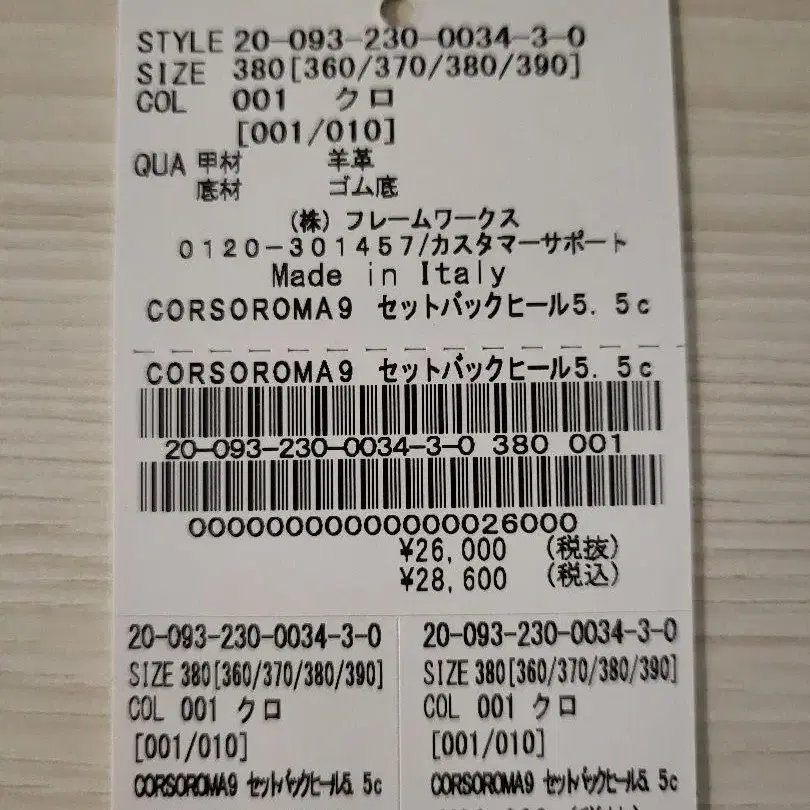 STYLE 20-093-230-0034-3-0
SIZE 380[360/370/380/390]
COL 001 クロ
[001/010]
QUA 甲材 羊革
底材 ゴム底
(株) フレームワークス
0120-301457/カスタマーサポート
Made in Italy
CORSOROMA9 セットバックヒール5. 5c
CORSOROMA9 セットバックヒール5. 5c
20-093-230-0034-3-0 380 001
00000000000000026000
¥26,000 (税抜)
¥28,600 (税込)
20-093-230-0034-3-0
SIZE 380[360/370/380/390]
COL 001 クロ
[001/010]
CORSOROMA9 セットバックヒール5. 5c
20-093-230-0034-3-0
SIZE 380[360/370/380/390]
COL 001 クロ
[001/010]
CORSOROMA9 セットバックヒール5. 5c